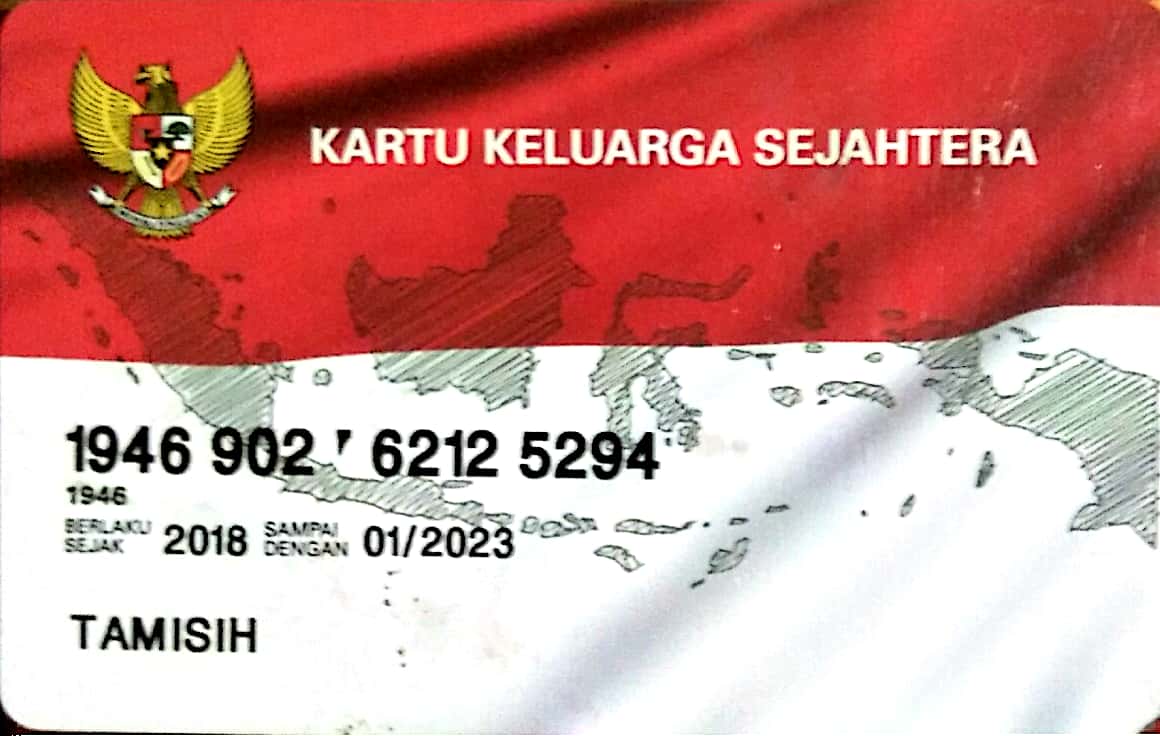 KARTU KELUARGA SEJAHTERA
1946 902 6212 5294
1946
BERLAKU SEJAK 2018 SAMPAI DENGAN 01/2023
TAMISIH